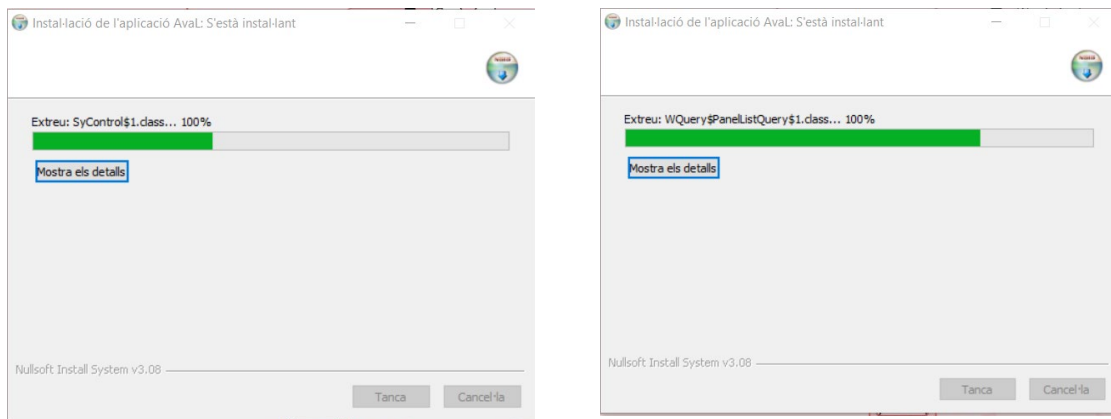 Instal·lació de l'aplicació AvaL: S'està instal·lant
Extreu: SyControl$1.class... 100%
Mostra els detalls
Nullsoft Install System v3.08
Tanca
Cancel·la
Instal·lació de l'aplicació AvaL: S'està instal·lant
Extreu: WQuery$PanelListQuery$1.class... 100%
Mostra els detalls
Nullsoft Install System v3.08
Tanca
Cancel·la